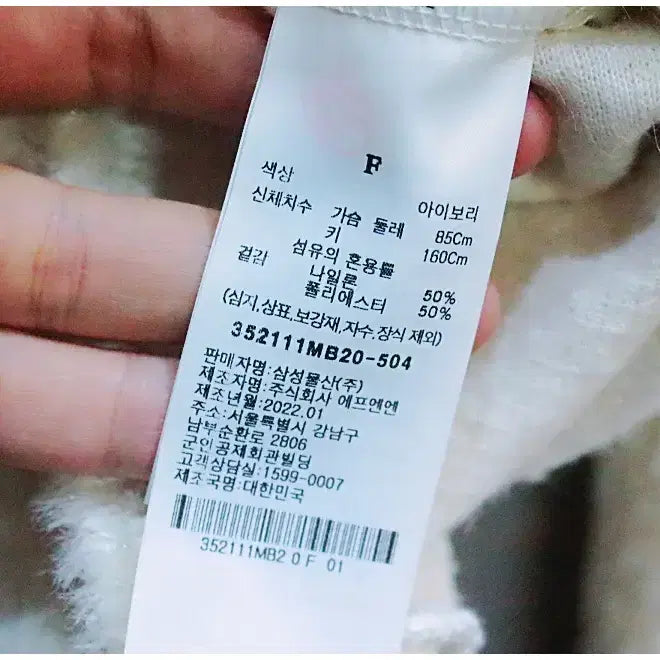 F
색상 아이보리
신체치수 가슴 둘레 85Cm
키 160Cm
섬유의 혼용률
겉감 나일론 50%
폴리에스터 50%
(심지,상표,보강재,자수,장식 제외)
352111MB20-504
판매자명:삼성물산(주)
제조자명:주식회사 에프엔엔
제조년월:2022.01
주소:서울특별시 강남구
남부순환로 2806
군인공제회관빌딩
고객상담실:1599-0007
제조국명:대한민국
352111MB2 0 F 01